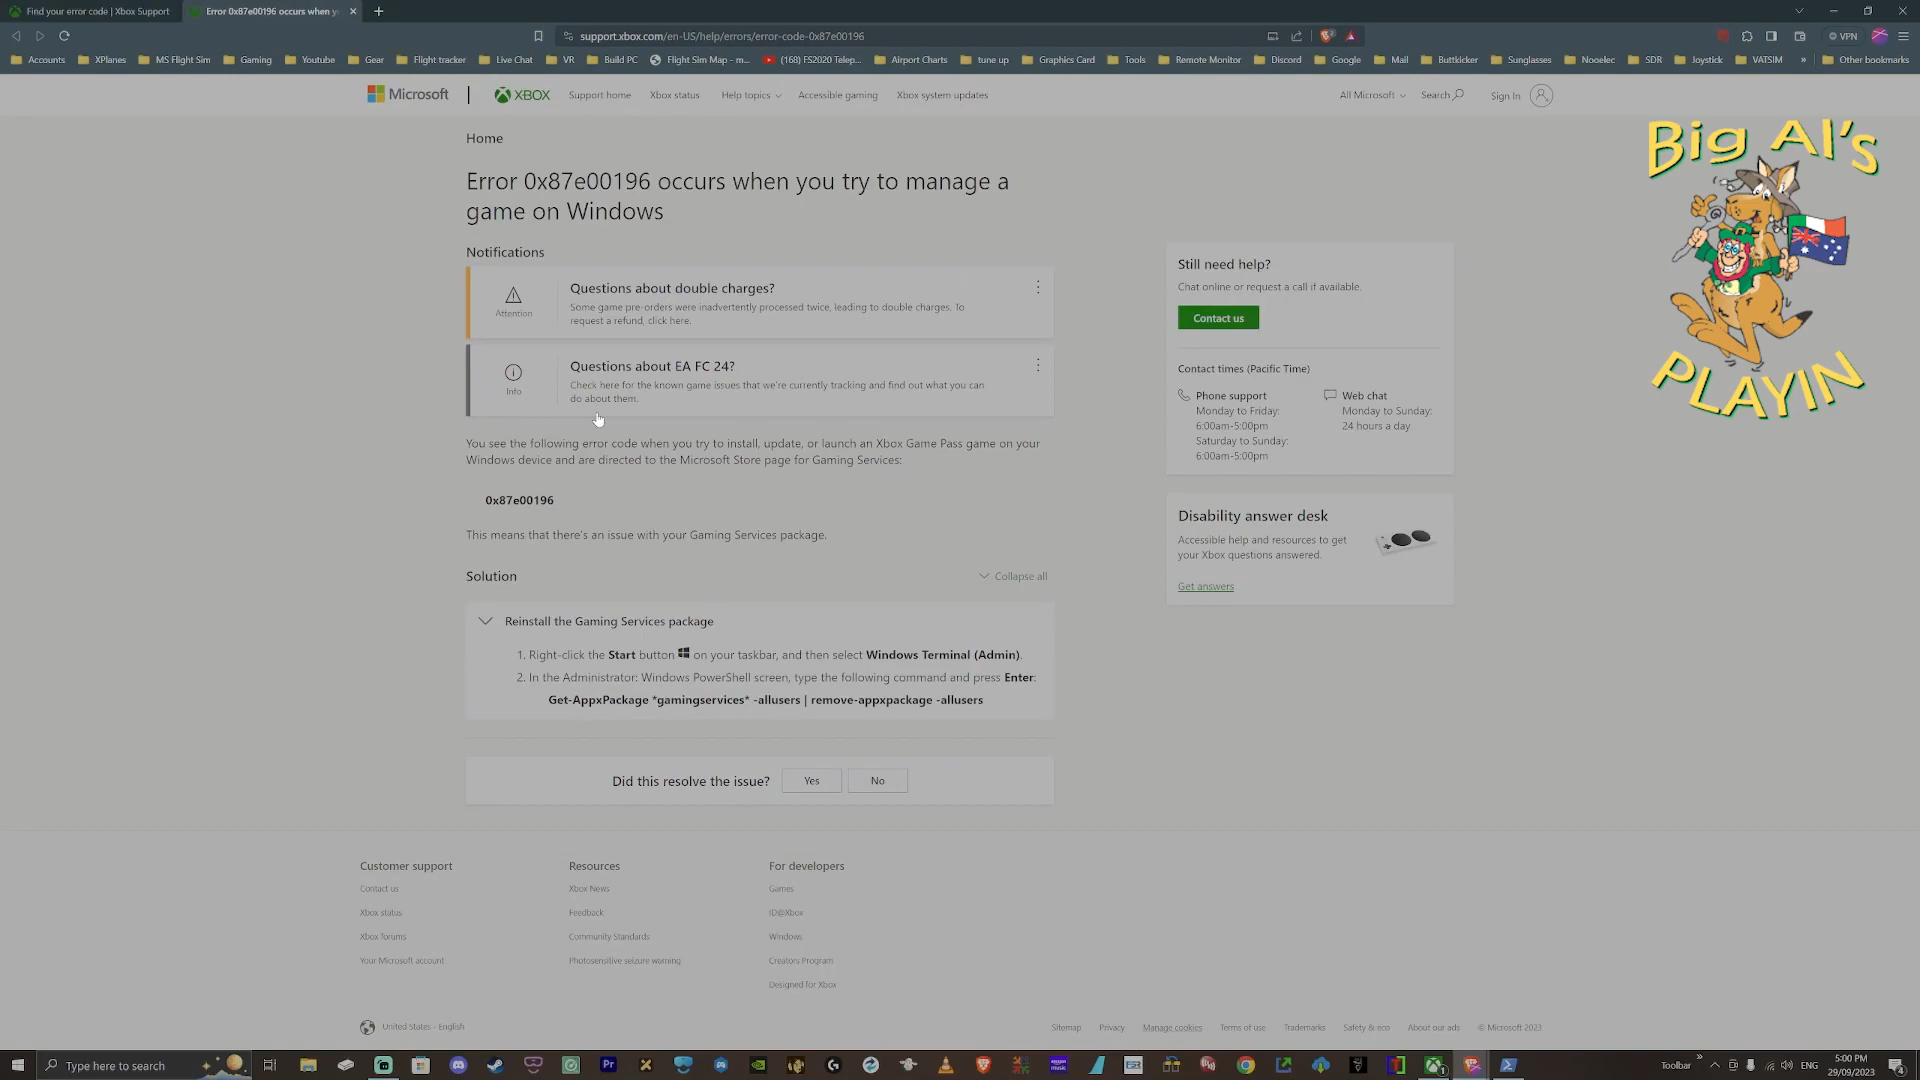 Find your error code | Xbox Support
Error 0x87e00196 occurs when y
support.xbox.com/en-US/help/errors/error-code-0x87e00196
VPN
Accounts
XPlanes
MS Flight Sim
Gaming
Youtube
Gear
Flight tracker
Live Chat
VR
Build PC
Flight Sim Map - m...
(168) FS2020 Telep...
Airport Charts
tune up
Graphics Card
Tools
Remote Monitor
Discord
Google
Mail
Buttkicker
Sunglasses
Nooelec
SDR
Joystick
VATSIM
»
Other bookmarks
Microsoft
XBOX
Support home
Xbox status
Help topics
Accessible gaming
Xbox system updates
All Microsoft
Search
Sign In
Home
Error 0x87e00196 occurs when you try to manage a
game on Windows
Notifications
Attention
Questions about double charges?
Some game pre-orders were inadvertently processed twice, leading to double charges. To
request a refund, click here.
Info
Questions about EA FC 24?
Check here for the known game issues that we're currently tracking and find out what you can
do about them.
You see the following error code when you try to install, update, or launch an Xbox Game Pass game on your
Windows device and are directed to the Microsoft Store page for Gaming Services:
0x87e00196
This means that there's an issue with your Gaming Services package.
Solution
Collapse all
Reinstall the Gaming Services package
1. Right-click the Start button on your taskbar, and then select Windows Terminal (Admin).
2. In the Administrator: Windows PowerShell screen, type the following command and press Enter:
Get-AppxPackage *gamingservices* -allusers | remove-appxpackage -allusers
Did this resolve the issue?
Yes
No
Still need help?
Chat online or request a call if available.
Contact us
Contact times (Pacific Time)
Phone support
Monday to Friday:
6:00am-5:00pm
Saturday to Sunday:
6:00am-5:00pm
Web chat
Monday to Sunday:
24 hours a day
Disability answer desk
Accessible help and resources to get
your Xbox questions answered.
Get answers
Big Al's
PLAYIN
Customer support
Contact us
Xbox status
Xbox forums
Your Microsoft account
Resources
Xbox News
Feedback
Community Standards
Photosensitive seizure warning
For developers
Games
ID@Xbox
Windows
Creators Program
Designed for Xbox
United States - English
Sitemap
Privacy
Manage cookies
Terms of use
Trademarks
Safety & eco
About our ads
© Microsoft 2023
Type here to search
Pr
Toolbar
»
ENG
5:00 PM
29/09/2023